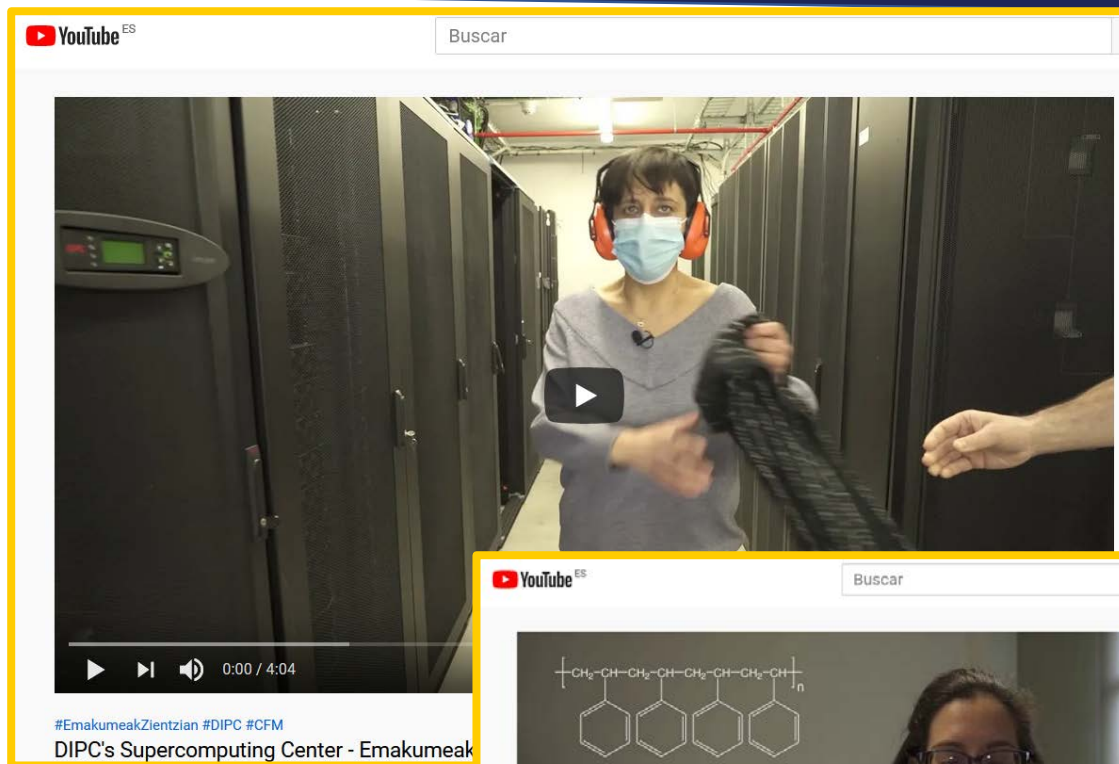 YouTube ES
Buscar
0:00 / 4:04
#EmakumeakZientzian #DIPC #CFM
DIPC's Supercomputing Center - Emakumeak
YouTube ES
Buscar
CH₂-CH-CH₂-CH-CH₂-CH-CH₂-CH
n